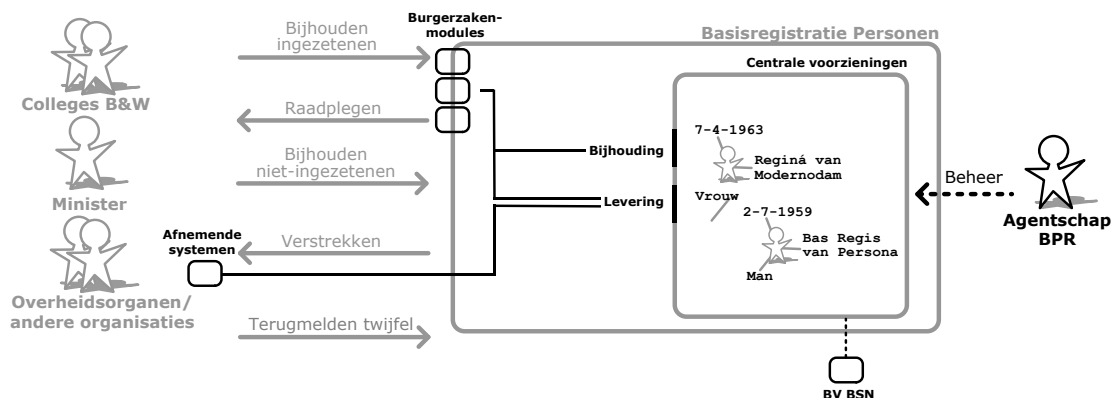 Burgerzaken-
modules
Bijhouden
ingezetenen
Basisregistratie Personen
Centrale voorzieningen
Colleges B&W
Raadplegen
7-4-1963
Reginá van
Modernodam
Vrouw
Bijhouding
Bijhouden
niet-ingezetenen
Minister
Levering
2-7-1959
Bas Regis
van Persona
Man
Beheer
Agentschap
BPR
Afnemende
systemen
Verstrekken
Overheidsorganen/
andere organisaties
Terugmelden twijfel
BV BSN